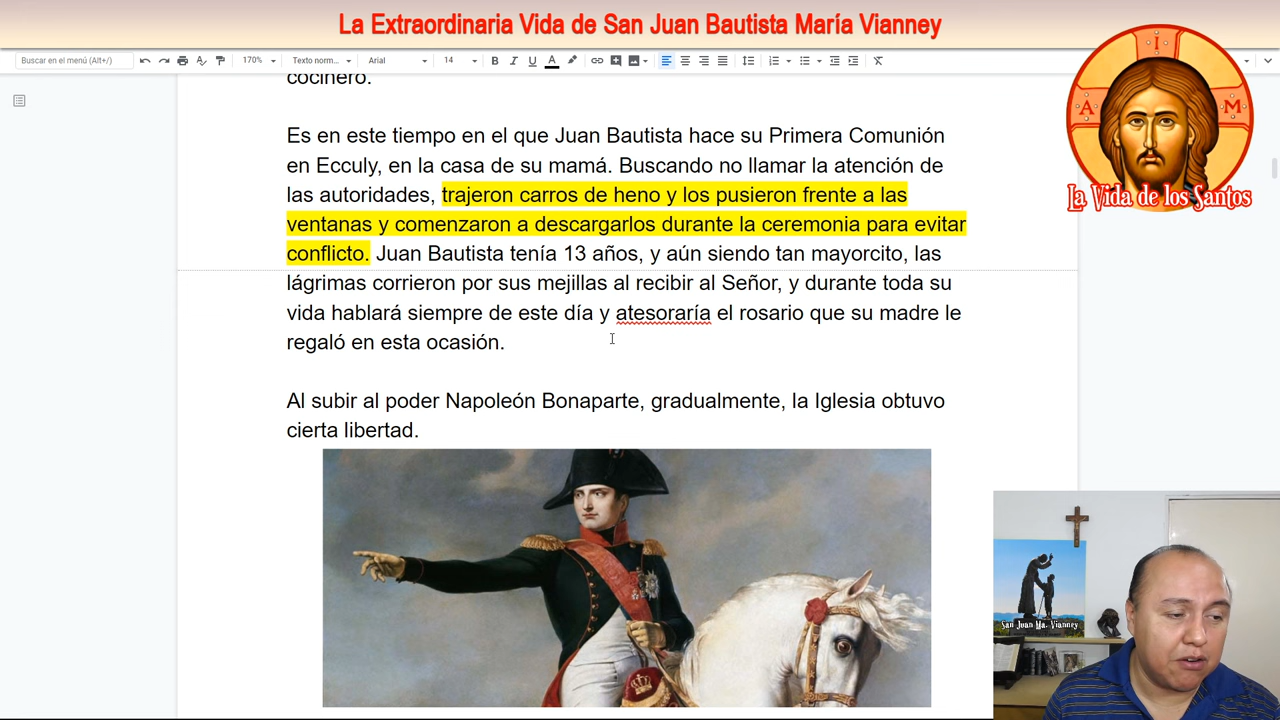 La Extraordinaria Vida de San Juan Bautista María Vianney
Buscar en el menú (Alt+/)
170%
Texto norm...
Arial
14
B
I
U
A
cocinero.
Es en este tiempo en el que Juan Bautista hace su Primera Comunión
en Ecculy, en la casa de su mamá. Buscando no llamar la atención de
las autoridades, trajeron carros de heno y los pusieron frente a las
ventanas y comenzaron a descargarlos durante la ceremonia para evitar
conflicto. Juan Bautista tenía 13 años, y aún siendo tan mayorcito, las
lágrimas corrieron por sus mejillas al recibir al Señor, y durante toda su
vida hablará siempre de este día y atesoraría el rosario que su madre le
regaló en esta ocasión.
Al subir al poder Napoleón Bonaparte, gradualmente, la Iglesia obtuvo
cierta libertad.
I
A M
La Vida de los Santos
San Juan Ma. Vianney